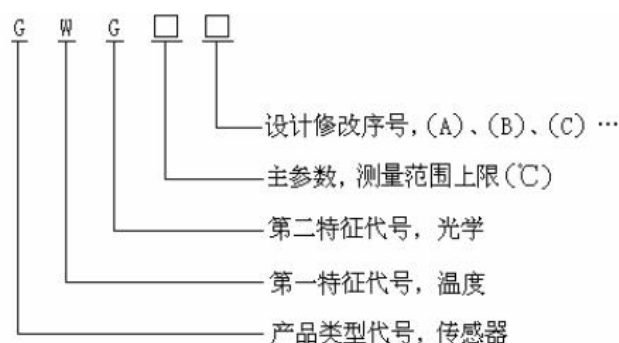 G W G □ □
设计修改序号,(A)、(B)、(C) …
主参数,测量范围上限(℃)
第二特征代号,光学
第一特征代号,温度
产品类型代号,传感器